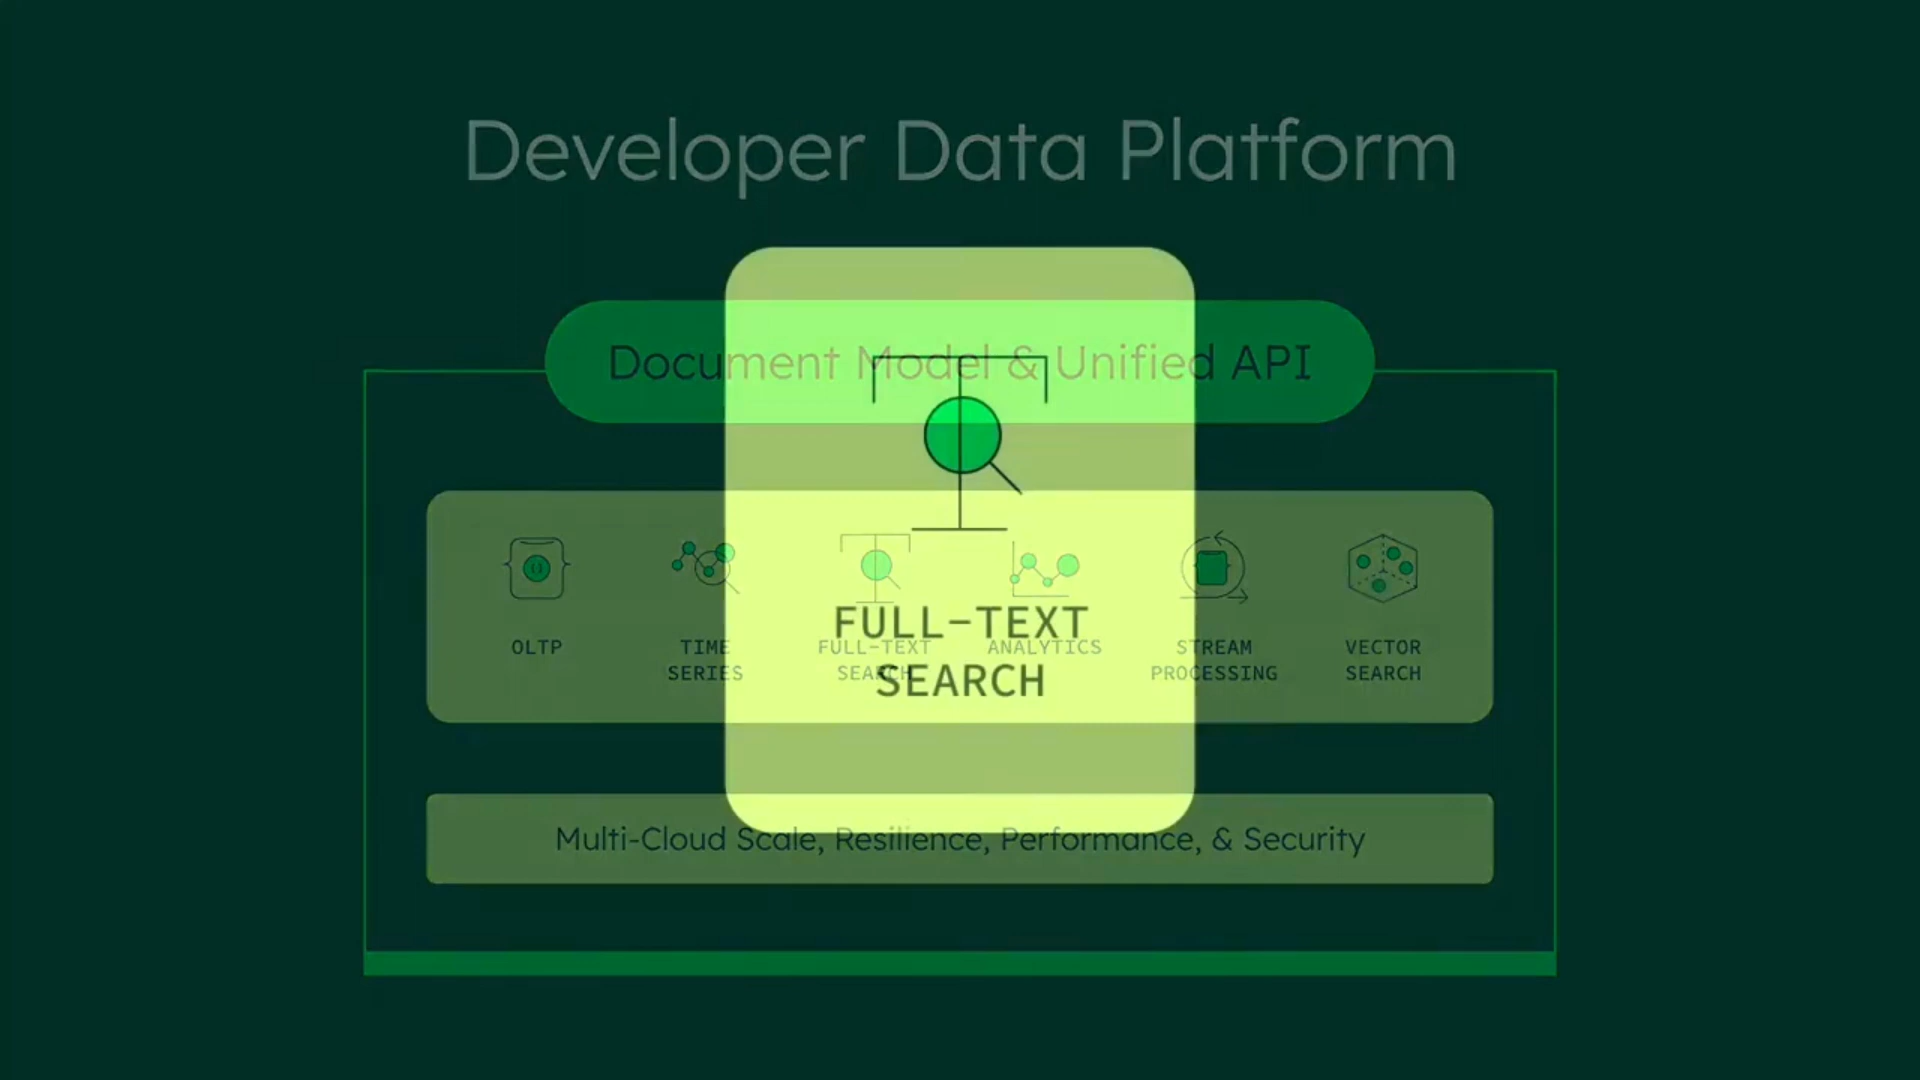 Developer Data Platform
Document Model & Unified API
FULL-TEXT
SEARCH
OLTP
TIME
SERIES
FULL-TEXT
SEARCH
ANALYTICS
STREAM
PROCESSING
VECTOR
SEARCH
Multi-Cloud Scale, Resilience, Performance, & Security